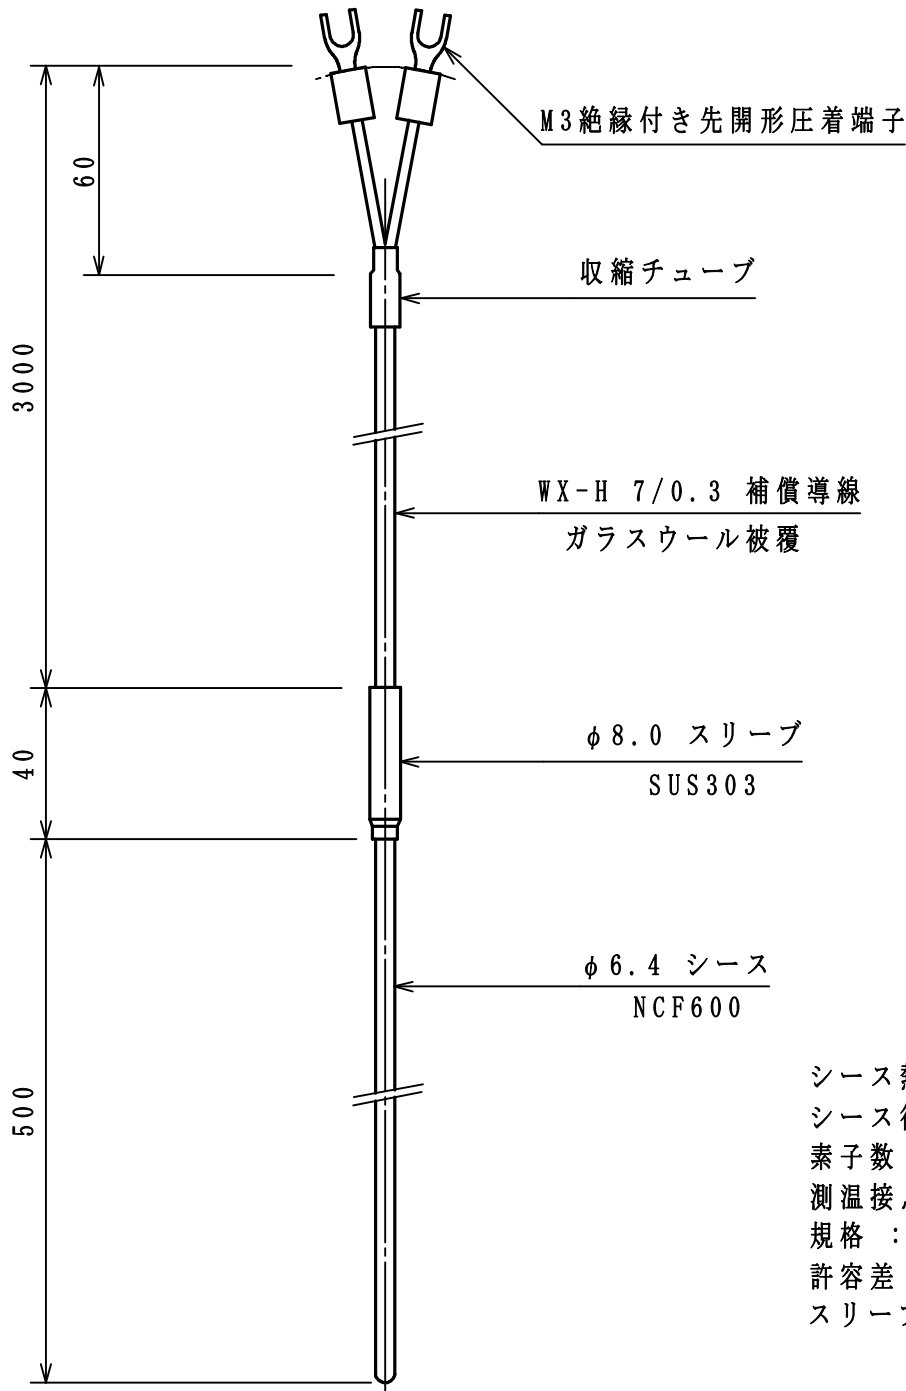 M3絶縁付き先開形圧着端子
60
収縮チューブ
3000
WX-H 7/0.3 補償導線
ガラスウール被覆
φ8.0 スリーブ
SUS303
40
φ6.4 シース
NCF600
500
シース
シース
素子数
測温接
規格 :
許容差
スリーブ